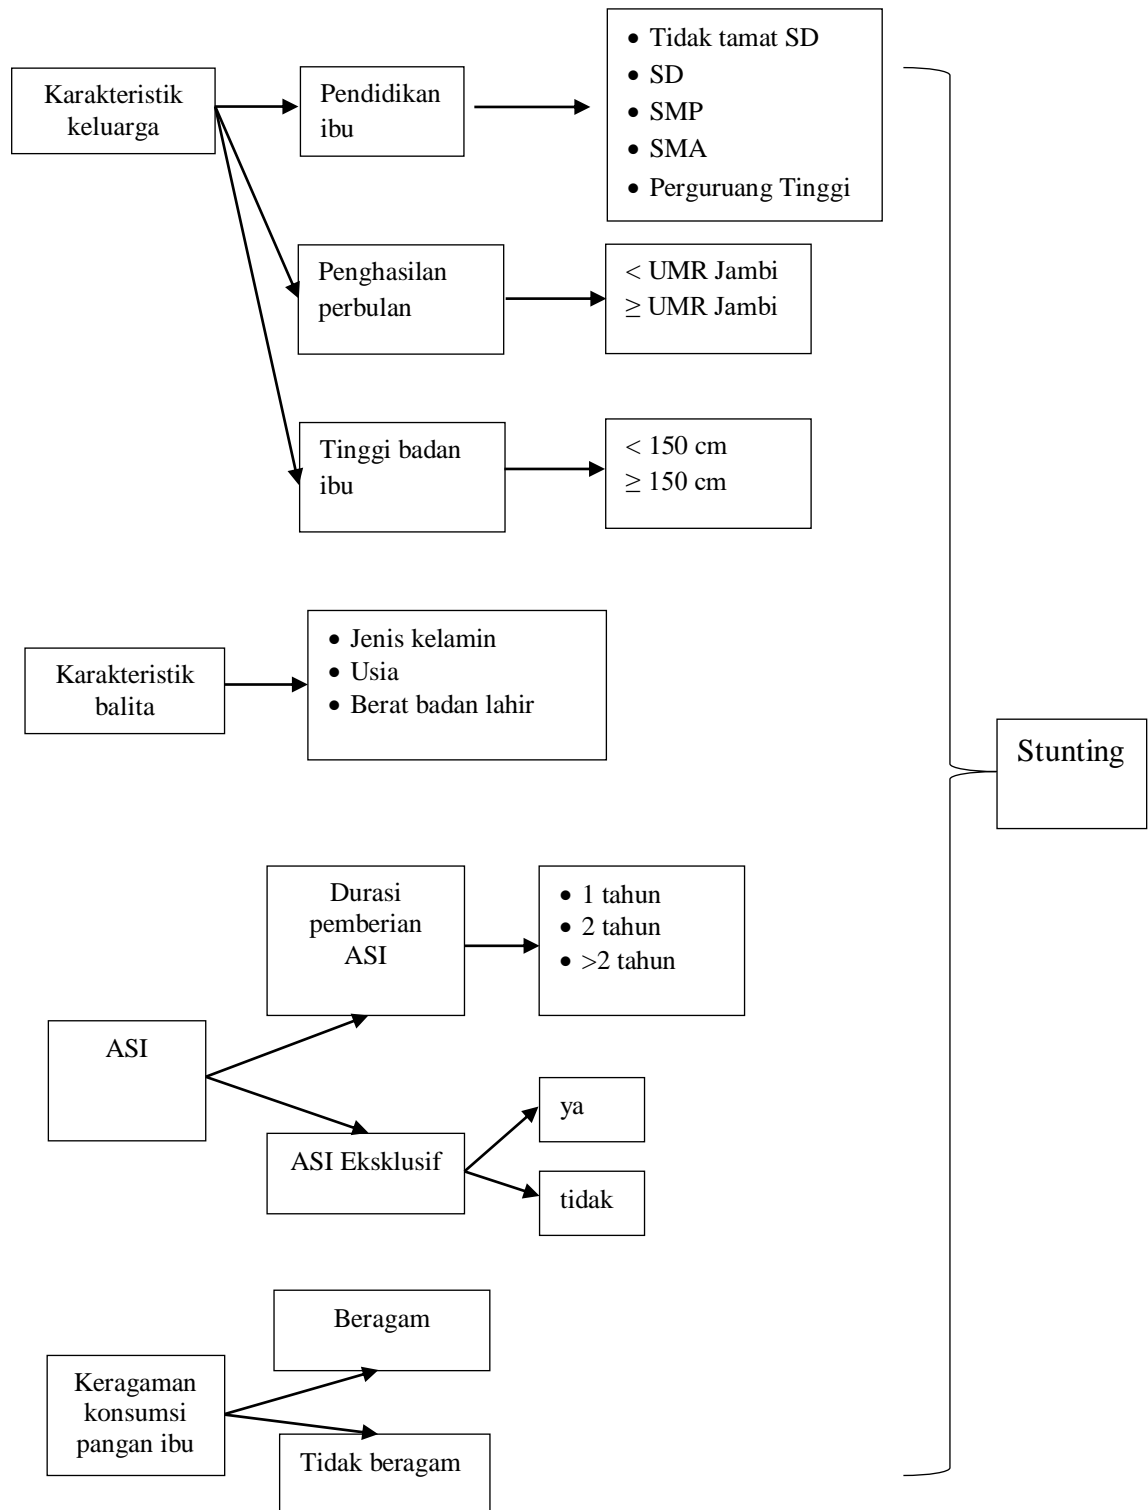 Karakteristik
keluarga
Pendidikan
ibu
• Tidak tamat SD
• SD
• SMP
• SMA
• Perguruang Tinggi
Penghasilan
perbulan
< UMR Jambi
≥ UMR Jambi
Tinggi badan
ibu
< 150 cm
≥ 150 cm
Karakteristik
balita
• Jenis kelamin
• Usia
• Berat badan lahir
Stunting
ASI
Durasi
pemberian
ASI
• 1 tahun
• 2 tahun
• >2 tahun
ASI Eksklusif
ya
tidak
Keragaman
konsumsi
pangan ibu
Beragam
Tidak beragam